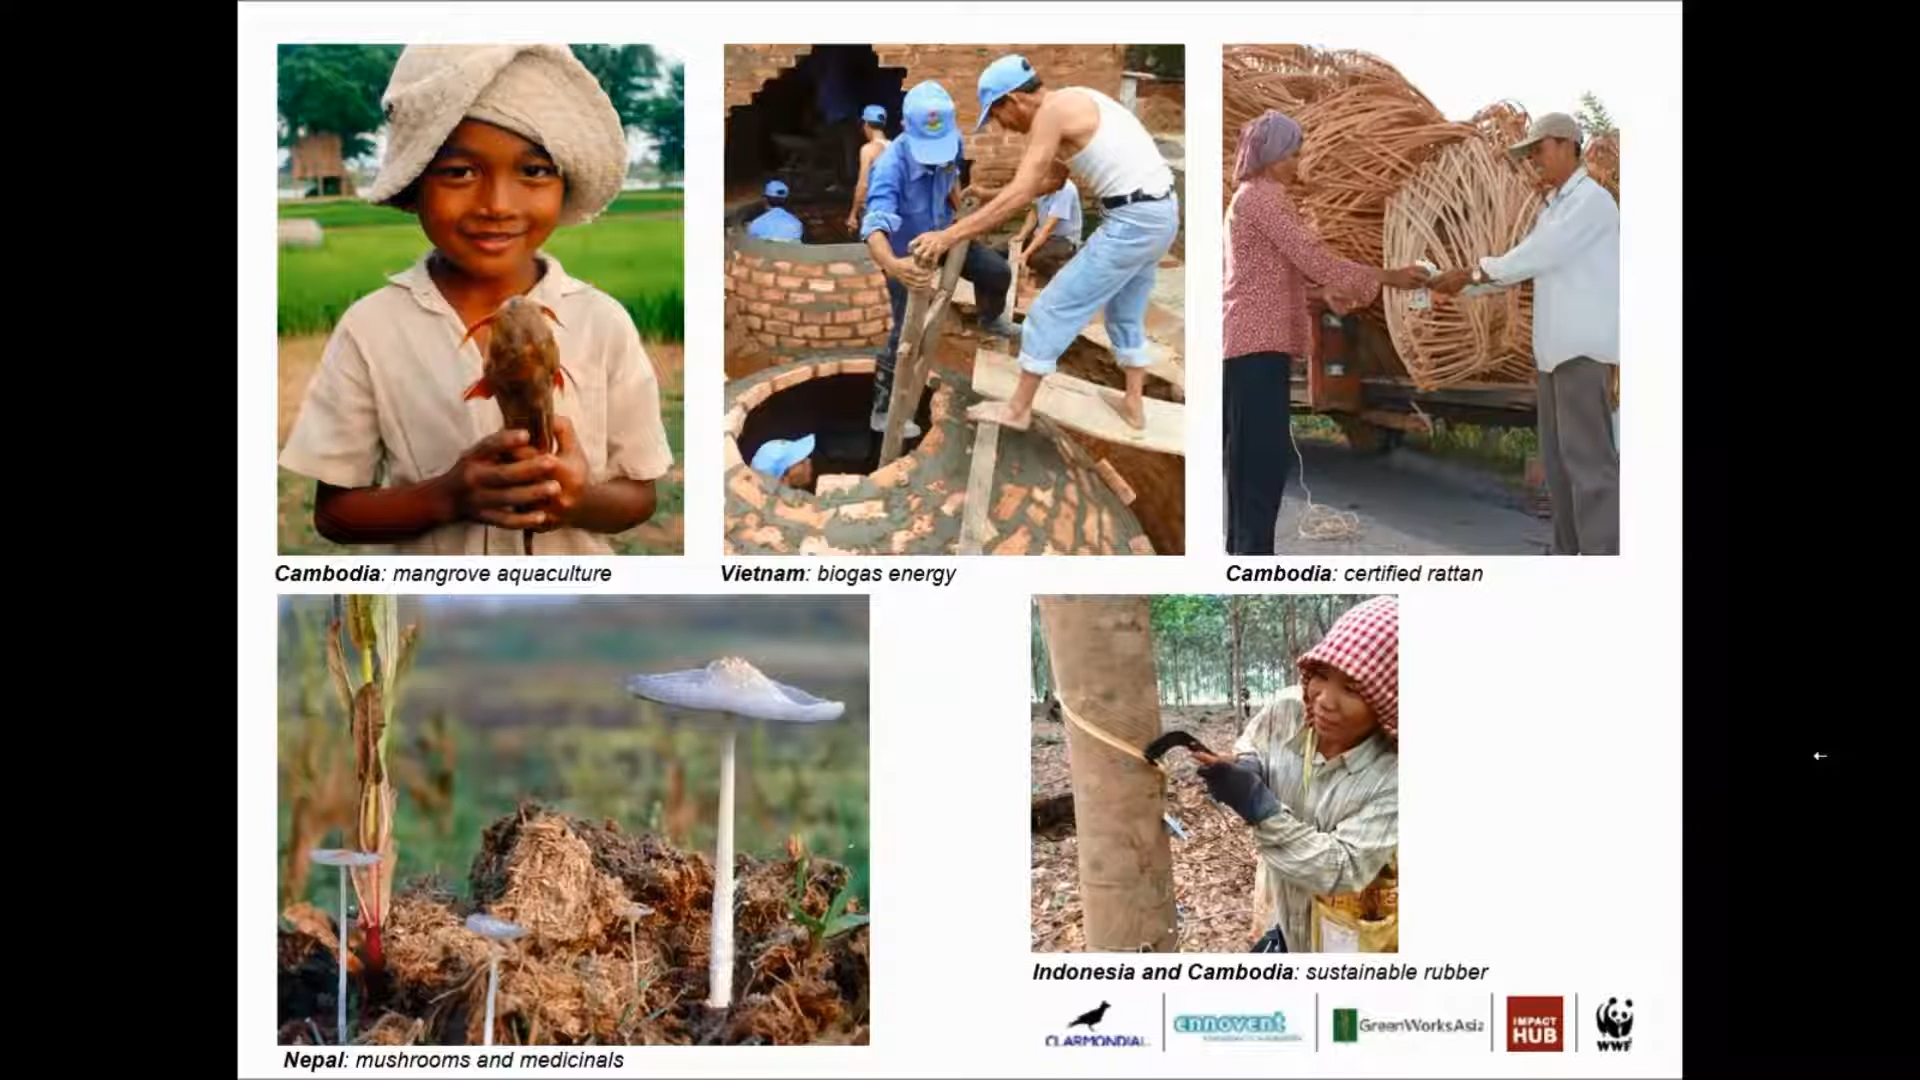 Cambodia: mangrove aquaculture
Vietnam: biogas energy
Cambodia: certified rattan
Nepal: mushrooms and medicinals
Indonesia and Cambodia: sustainable rubber
CLARMONDIAL
ennovent
GreenWorksAsia
IMPACT
HUB
WWF